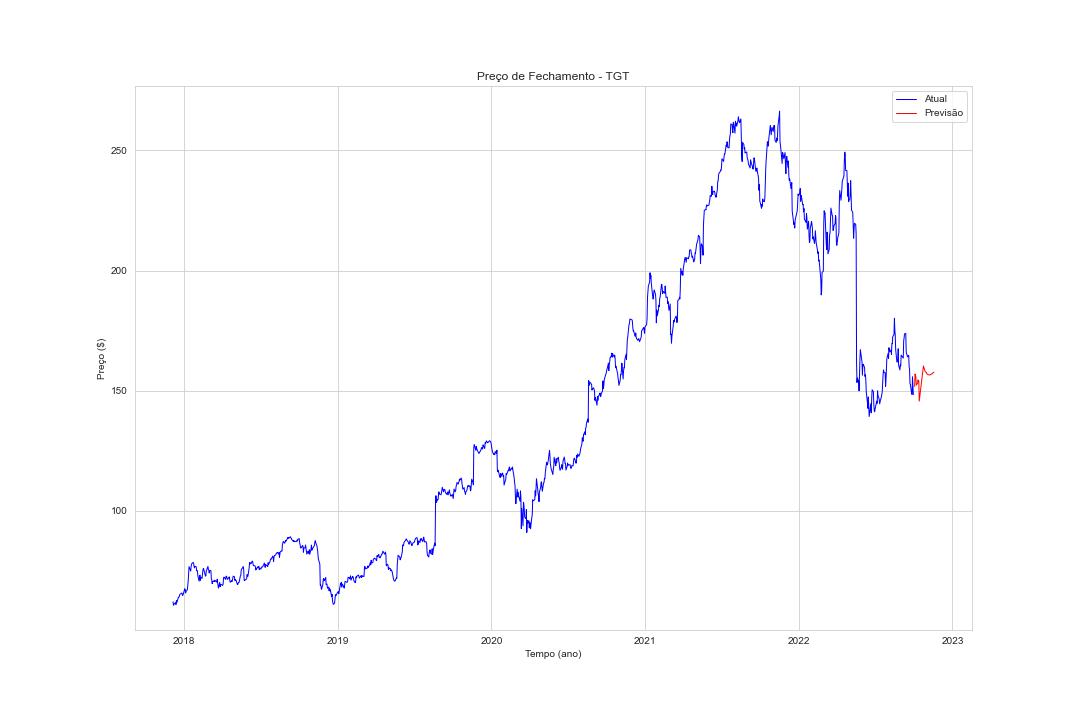 Preço de Fechamento - TGT
Atual
Previsão
250
200
150
100
Preço ($)
2018
2019
2020
2021
2022
2023
Tempo (ano)